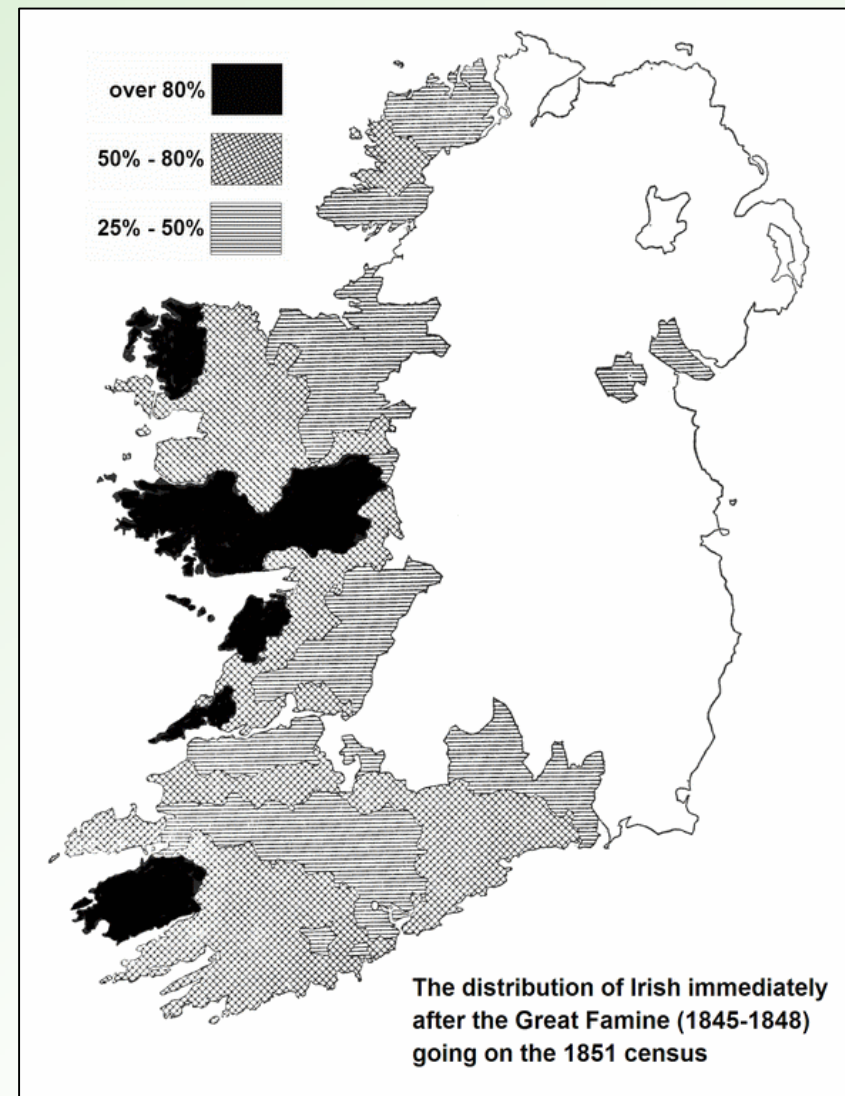 over 80%
50% - 80%
25% - 50%
The distribution of Irish immediately
after the Great Famine (1845-1848)
going on the 1851 census